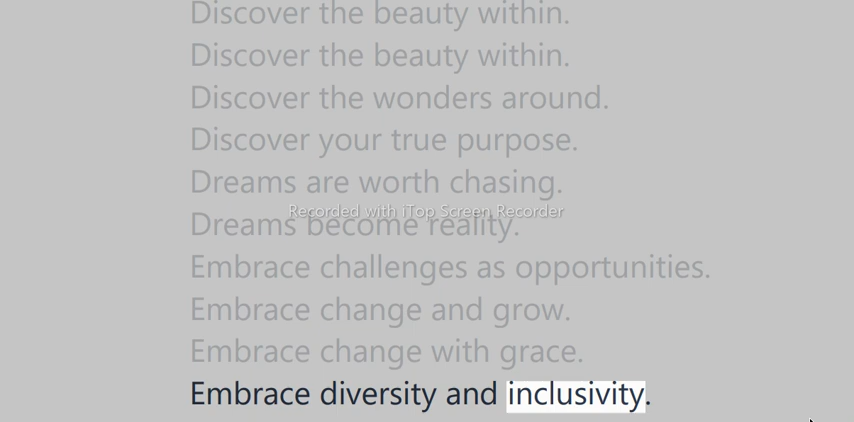 Discover the beauty within.
Discover the beauty within.
Discover the wonders around.
Discover your true purpose.
Dreams are worth chasing.
Recorded with iTop Screen Recorder
Dreams become reality.
Embrace challenges as opportunities.
Embrace change and grow.
Embrace change with grace.
Embrace diversity and inclusivity.